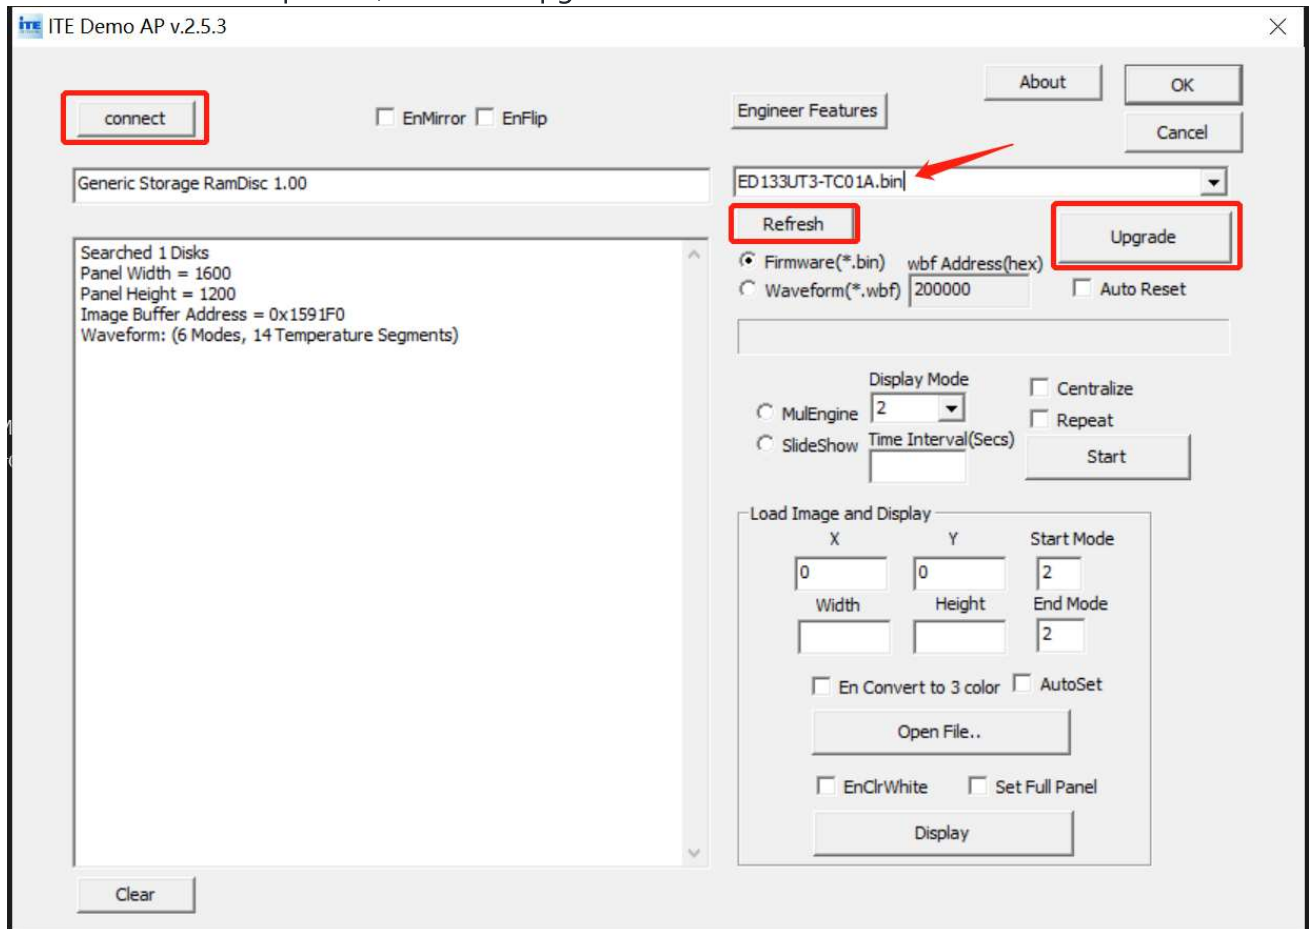 ITE ITE Demo AP v.2.5.3
About
OK
connect
EnMirror
EnFlip
Engineer Features
Cancel
Generic Storage RamDisc 1.00
ED133UT3-TC01A.bin
Refresh
Upgrade
Searched 1 Disks
Panel Width = 1600
Panel Height = 1200
Image Buffer Address = 0x1591F0
Waveform: (6 Modes, 14 Temperature Segments)
Firmware(*.bin)
wbf Address(hex)
Waveform(*.wbf)
200000
Auto Reset
Display Mode
Centralize
MulEngine
2
Repeat
SlideShow
Time Interval(Secs)
Start
Load Image and Display
X
Y
Start Mode
0
0
2
Width
Height
End Mode
2
En Convert to 3 color
AutoSet
Open File..
EnClrWhite
Set Full Panel
Display
Clear